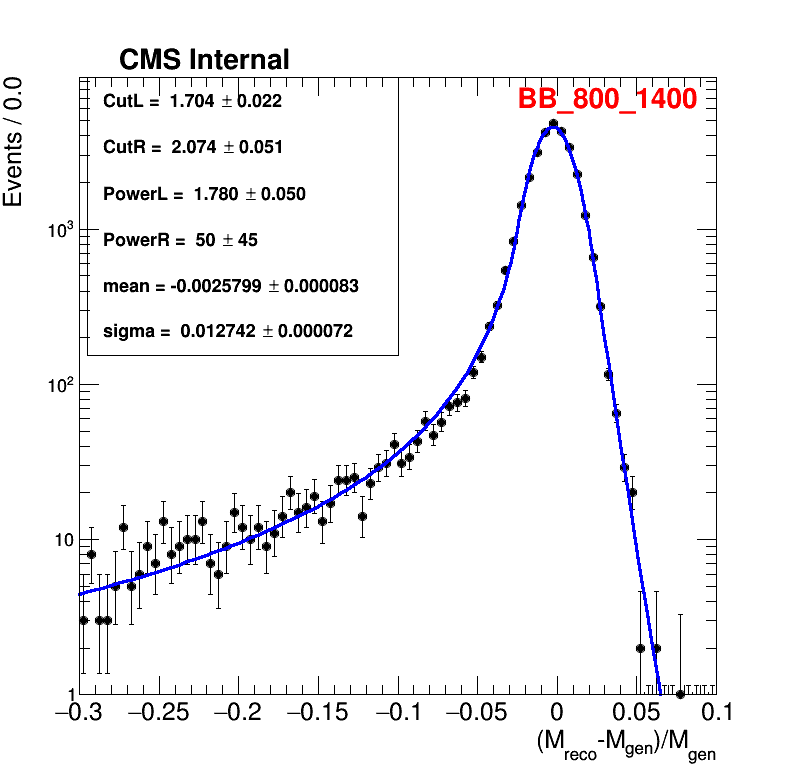 CMS Internal
Events / 0.0
BB_800_1400
CutL = 1.704 ± 0.022
CutR = 2.074 ± 0.051
PowerL = 1.780 ± 0.050
PowerR = 50 ± 45
mean = -0.0025799 ± 0.000083
sigma = 0.012742 ± 0.000072
10³
10²
10
1
−0.3 −0.25 −0.2 −0.15 −0.1 −0.05 0 0.05 0.1
(M_reco-M_gen)/M_gen